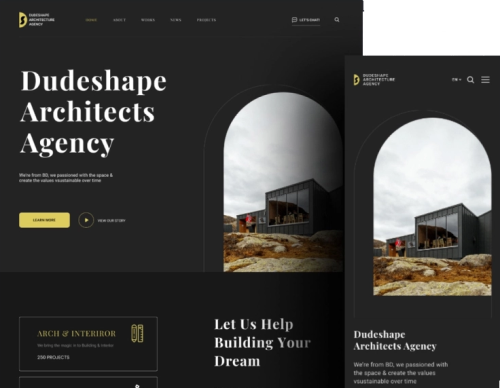 DUDESHAPE
ARCHITECTURE
AGENCY
HOME ABOUT WORKS NEWS PROJECTS
LET'S CHAT!
Dudeshape
Architects
Agency
We're from BD, we passioned with the space &
create the values vsustainable over time
LEARN MORE
VIEW OUR STORY
ARCH & INTERIROR
We bring the magic in to Building & Interior.
250 PROJECTS
Let Us Help
Building Your
Dream
DUDESHAPE
ARCHITECTURE
AGENCY
EN
Dudeshape
Architects Agency
We're from BD, we passioned with
the space & create the values
vsustainable over time